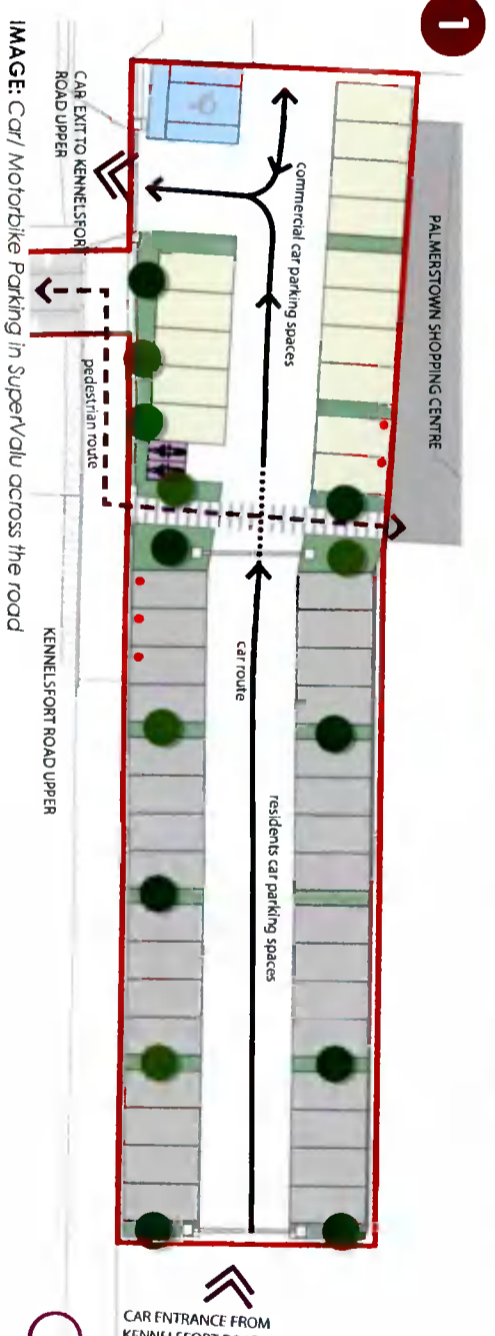 1
PALMERSTOWN SHOPPING CENTRE
commercial car parking spaces
CAR EXIT TO KENNELSFORT
ROAD UPPER
pedestrian route
car route
residents car parking spaces
KENNELSFORT ROAD UPPER
CAR ENTRANCE FROM
IMAGE: Car/ Motorbike Parking in SuperValu across the road